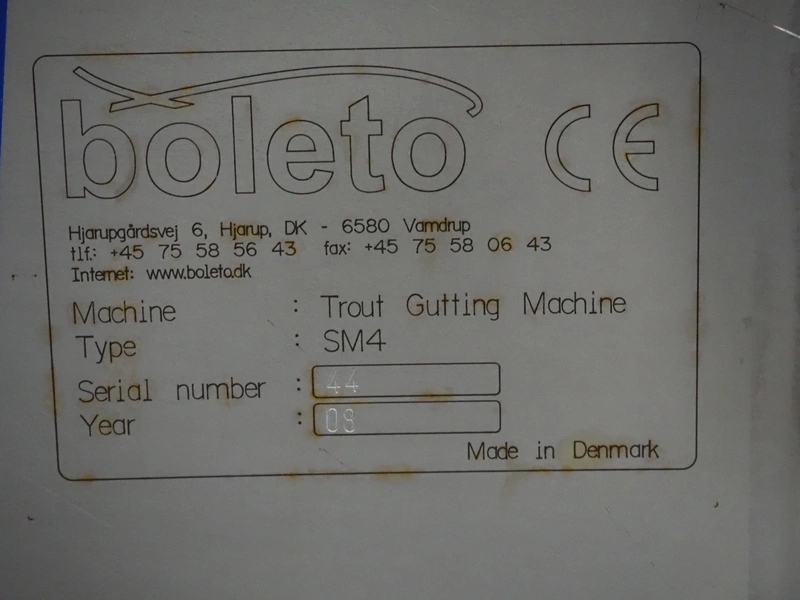 boleto CE
Hjarupgårdsvej 6, Hjarup, DK - 6580 Vamdrup
tlf.: +45 75 58 56 43 fax: +45 75 58 06 43
Internet: www.boleto.dk
Machine : Trout Gutting Machine
Type : SM4
Serial number : 44
Year : 08
Made in Denmark